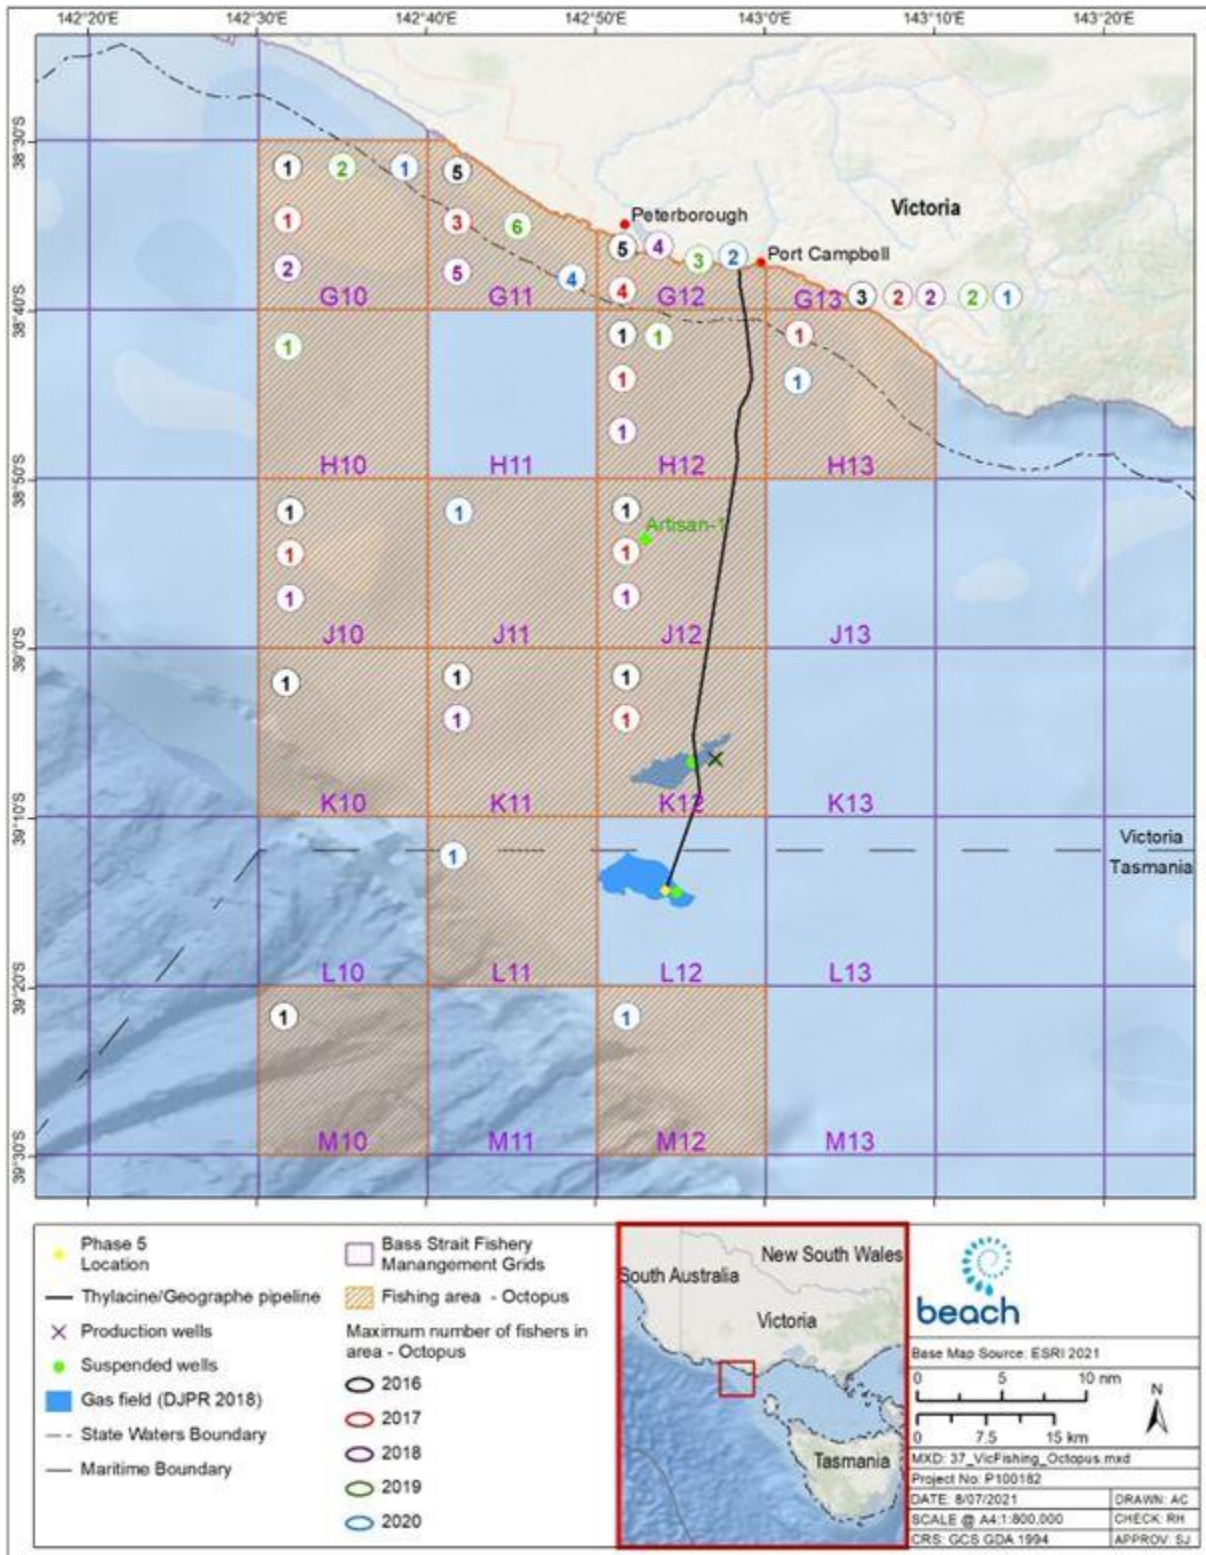 142°20'E 142°30'E 142°40'E 142°50'E 143°0'E 143°10'E 143°20'E
38°30'S
1 2 1 5
Peterborough
Victoria
1 3 6
5 4 3 2
Port Campbell
2 5 4 4
G10 G11 G12 G13 3 2 2 2 1
38°40'S
1 1 1 1
1 1
1
H10 H11 H12 H13
38°50'S
1 1 1
Artisan-1
1 1
1 1
J10 J11 J12 J13
39°0'S
1 1 1
1 1
K10 K11 K12 K13
39°10'S
Victoria
1
Tasmania
L10 L11 L12 L13
39°20'S
1 1
M10 M11 M12 M13
39°30'S
Phase 5
Location
Thylacine/Geographe pipeline
Production wells
Suspended wells
Gas field (DJPR 2018)
State Waters Boundary
Maritime Boundary
Bass Strait Fishery
Manangement Grids
Fishing area - Octopus
Maximum number of fishers in
area - Octopus
2016
2017
2018
2019
2020
New South Wales
South Australia
Victoria
Tasmania
beach
Base Map Source: ESRI 2021
0 5 10 nm
N
0 7.5 15 km
MXD: 37_VicFishing_Octopus.mxd
Project No: P100182
DATE: 8/07/2021 DRAWN: AC
SCALE @ A4:1:800,000 CHECK: RH
CRS: GCS GDA 1994 APPROV: SJ